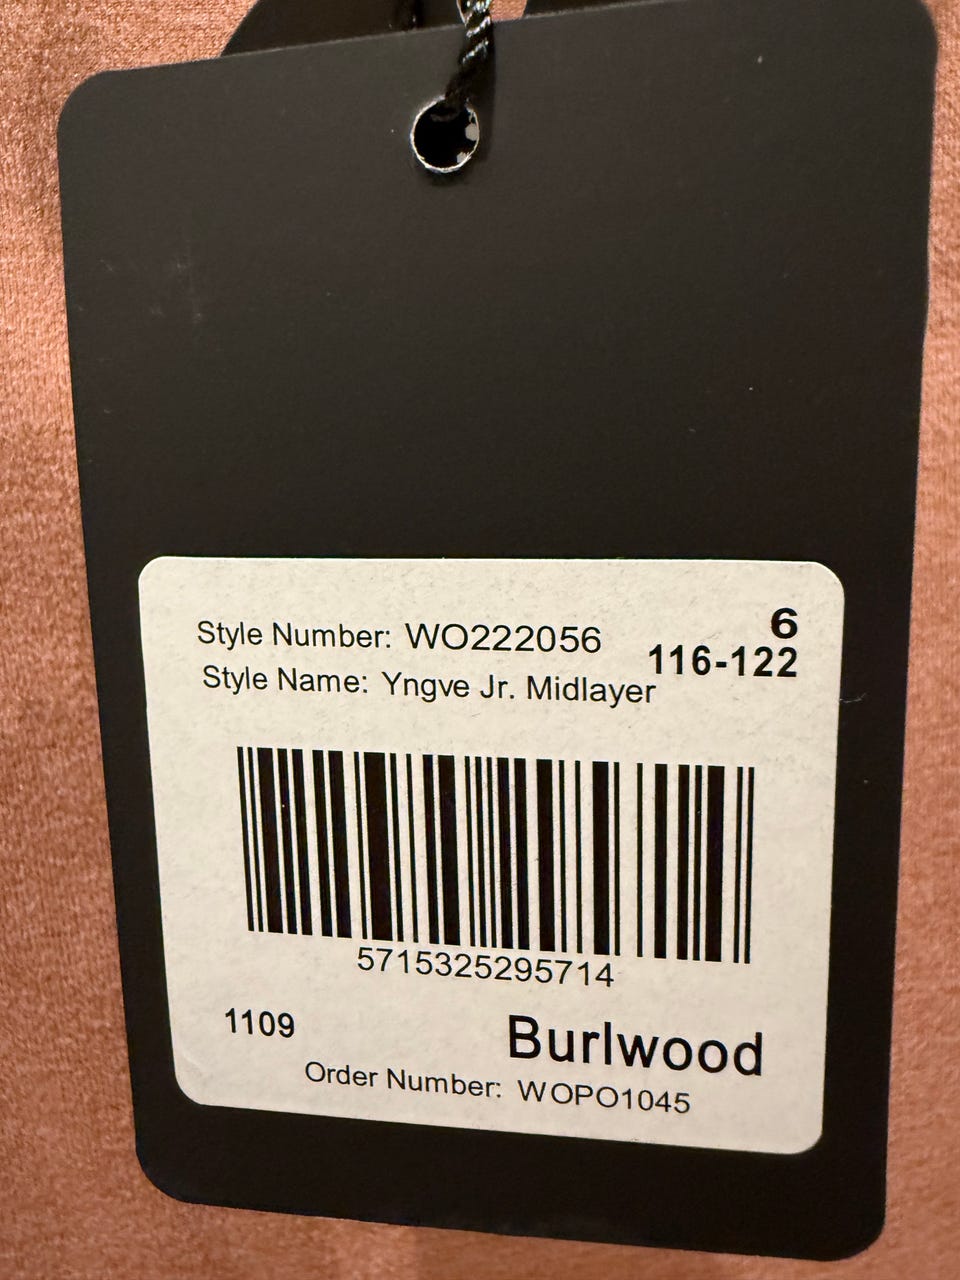 6
Style Number: WO222056
116-122
Style Name: Yngve Jr. Midlayer
5715325295714
1109
Burlwood
Order Number: WOPO1045